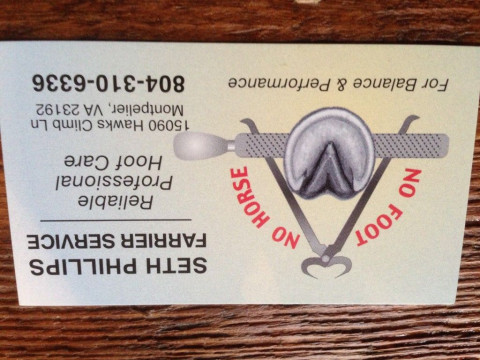 SETH PHILLIPS
FARRIER SERVICE
Reliable
Professional
Hoof Care
15090 Hawks Climb Ln
Montpelier, VA 23192
804-310-6336
NO FOOT
NO HORSE
For Balance & Performance